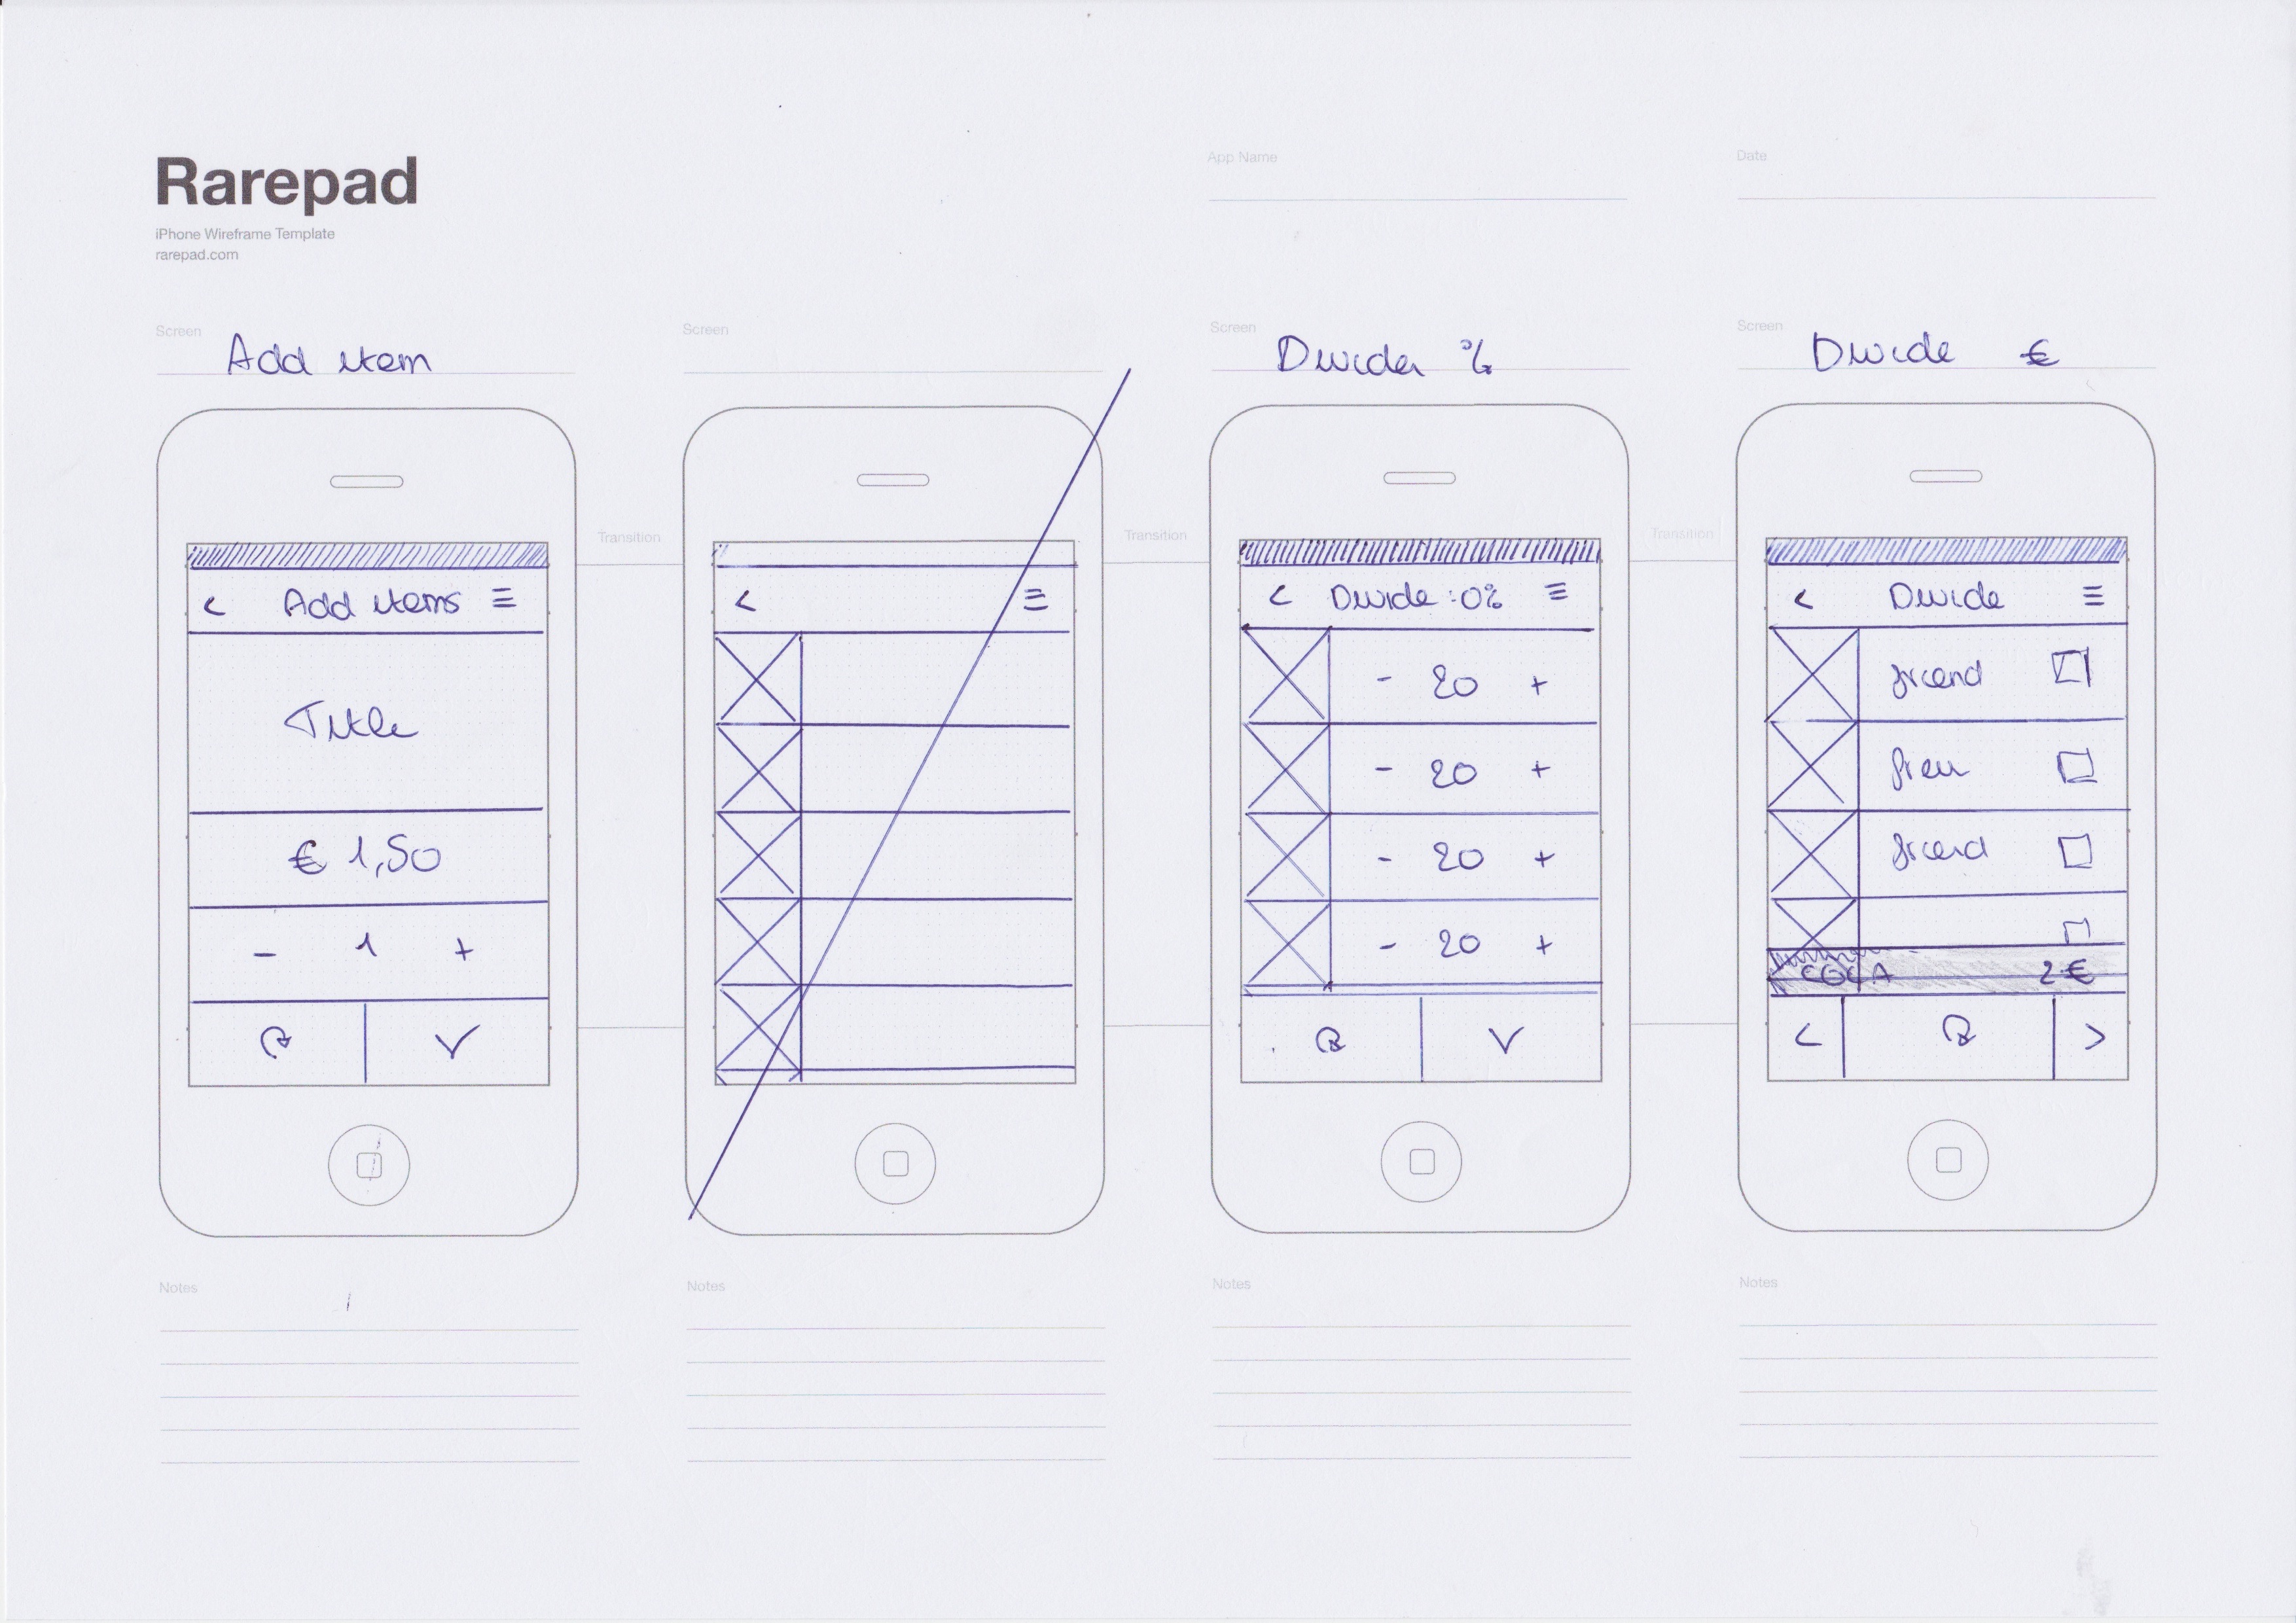 Rarepad
iPhone Wireframe Template
rarepad.com
App Name
Date
Screen
Add item
Screen
Screen
Divider %
Screen
Divide €
Transition
Transition
Transition
< Add items ≡
Title
€ 1,50
- 1 +
< ≡
< Divide : 0% ≡
- 20 +
- 20 +
- 20 +
- 20 +
< Divide ≡
friend
frien
friend
COCA 2 €
< >
Notes
Notes
Notes
Notes